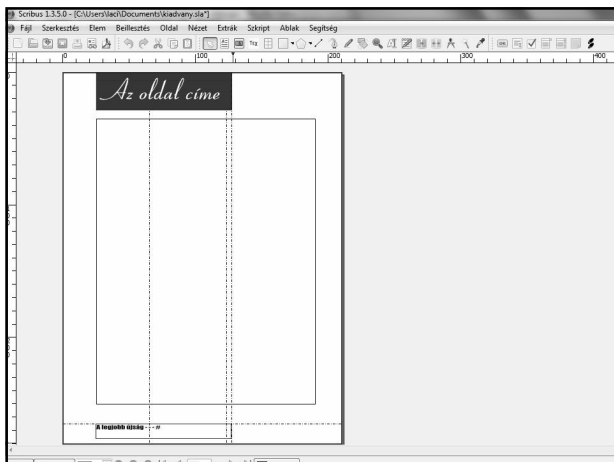 Scribus 1.3.5.0 - [C:\Users\laci\Documents\kiadvany.sla*]
Fájl Szerkesztés Elem Beillesztés Oldal Nézet Extrák Szkript Ablak Segítség
0 100 200 300 400
Az oldal címe
A legjobb újság - - - #